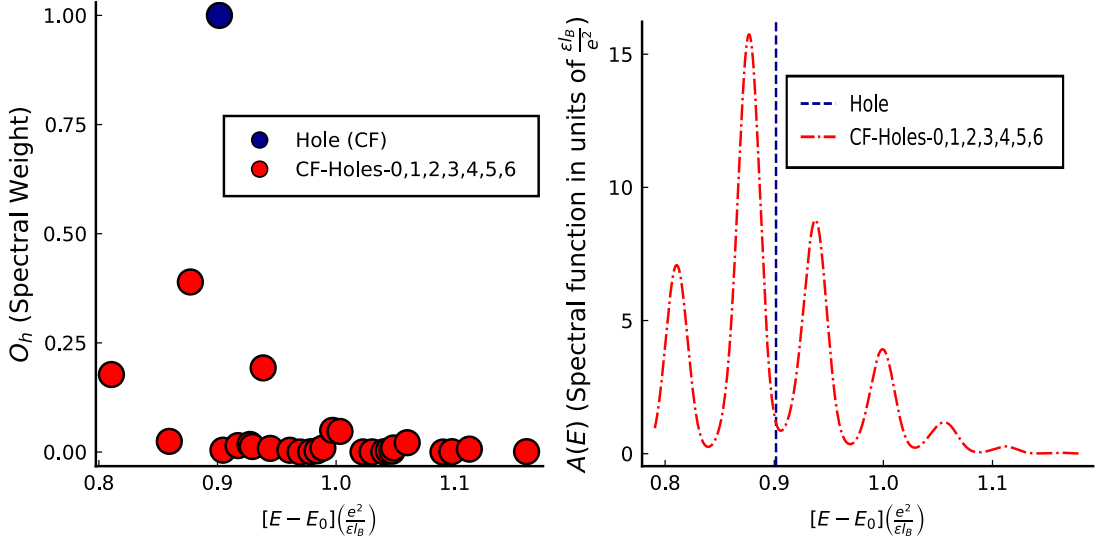 1.00
0.75
0.50
0.25
0.00
O_h (Spectral Weight)
Hole (CF)
CF-Holes-0,1,2,3,4,5,6
0.8 0.9 1.0 1.1
[E − E_0](e^2/εl_B)
15
10
5
0
A(E) (Spectral function in units of εl_B/e^2)
Hole
CF-Holes-0,1,2,3,4,5,6
0.8 0.9 1.0 1.1
[E − E_0](e^2/εl_B)